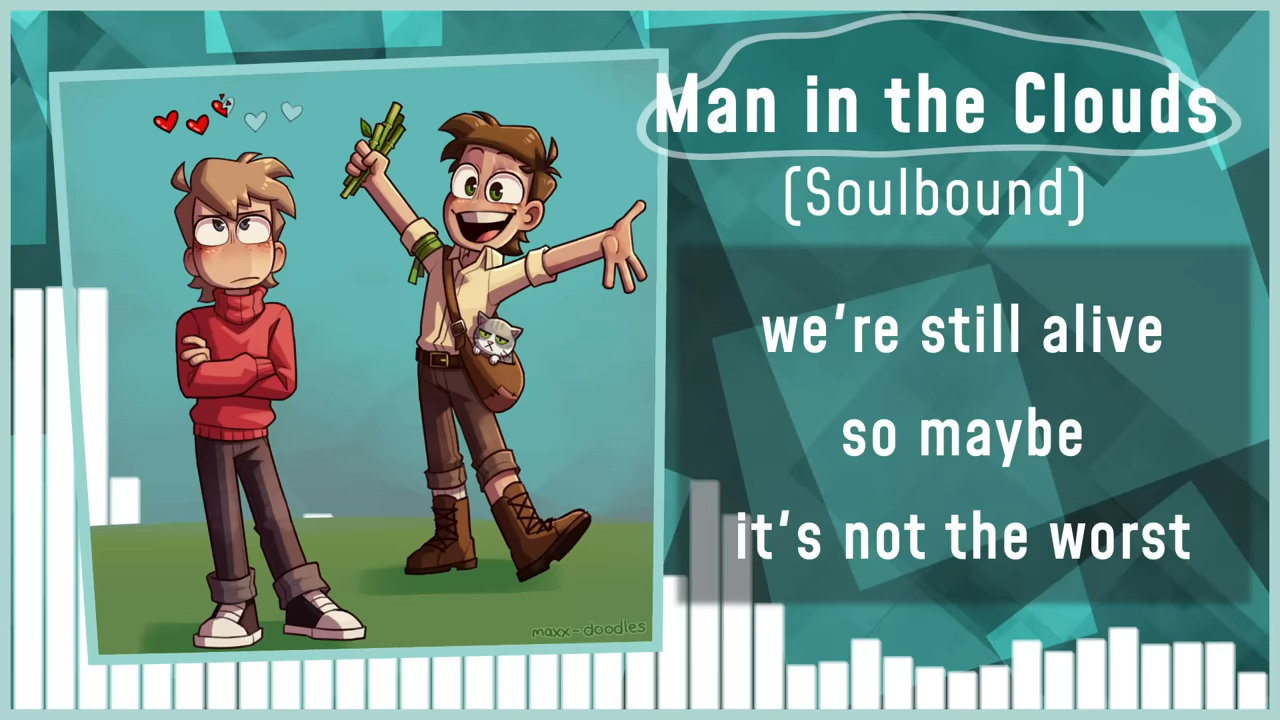 Man in the Clouds
(Soulbound)
we're still alive
so maybe
it's not the worst
maxx-doodles